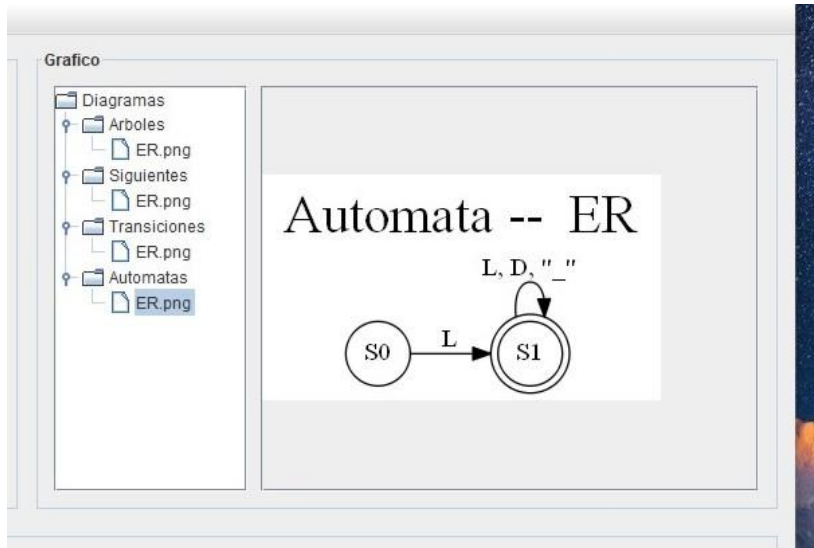 Grafico
Diagramas
Arboles
ER.png
Siguientes
ER.png
Transiciones
ER.png
Automatas
ER.png
Automata -- ER
L, D, "_"
S0
L
S1